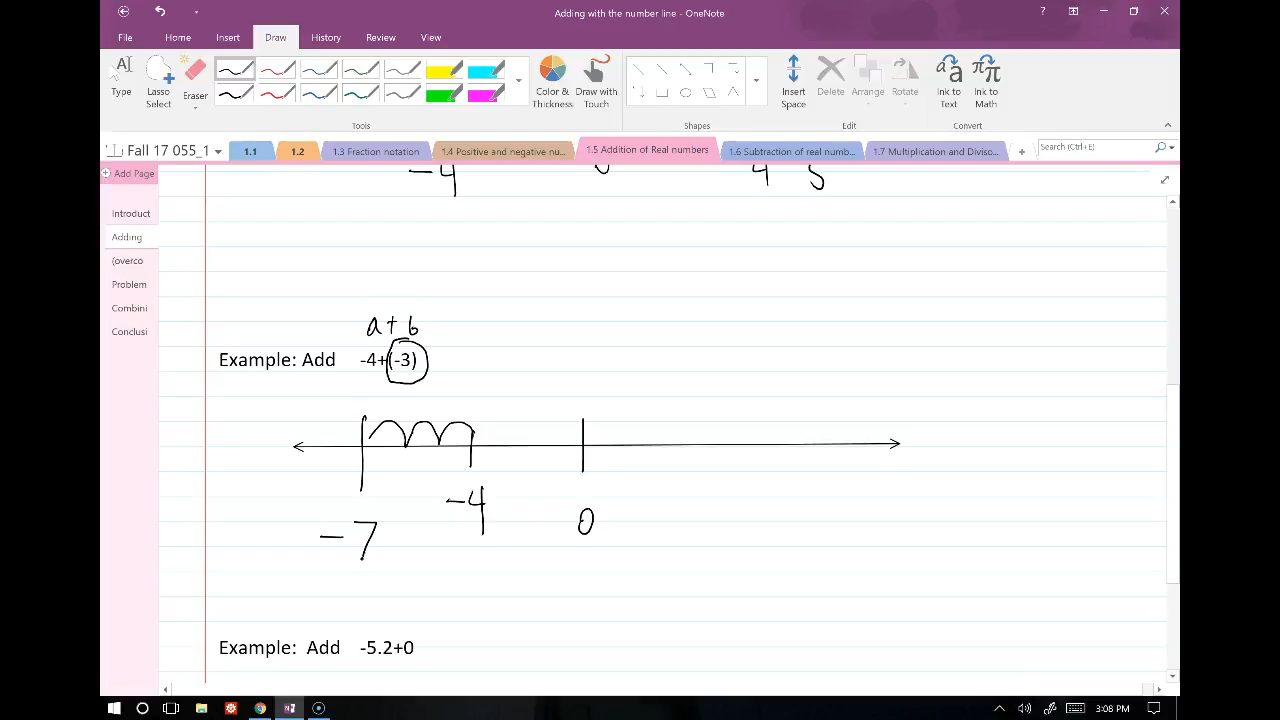 Adding with the number line - OneNote
?
File Home Insert Draw History Review View
Type
Lasso Select
Eraser
Color & Thickness
Draw with Touch
Insert Space
Delete
Arrange
Rotate
Ink to Text
Ink to Math
Tools
Shapes
Edit
Convert
Fall 17 055_1
1.1
1.2
1.3 Fraction notation
1.4 Positive and negative nu...
1.5 Addition of Real numbers
1.6 Subtraction of real numb...
1.7 Multiplication and Diviso...
Search (Ctrl+E)
Add Page
Introduct
Adding
(overco
Problem
Combini
Conclusi
-4 0 4 5
a+b
Example: Add -4+(-3)
-4
0
-7
Example: Add -5.2+0
3:08 PM